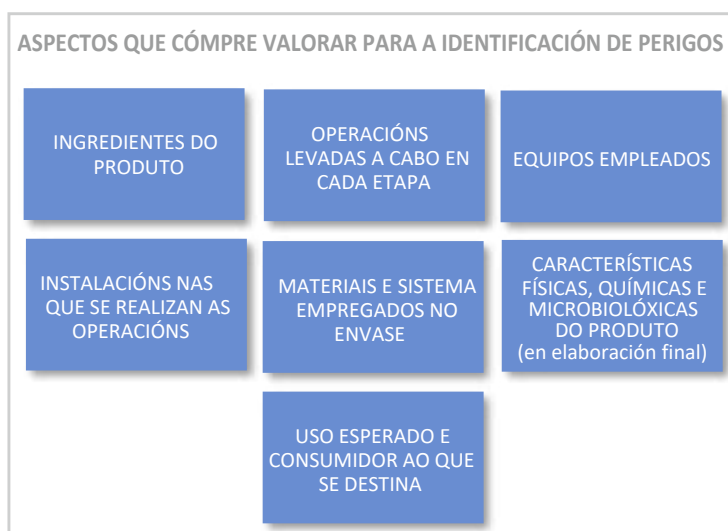 ASPECTOS QUE CÓMPRE VALORAR PARA A IDENTIFICACIÓN DE PERIGOS
INGREDIENTES DO
PRODUTO
OPERACIÓNS
LEVADAS A CABO EN
CADA ETAPA
EQUIPOS EMPLEADOS
INSTALACIÓNS NAS
QUE SE REALIZAN AS
OPERACIÓNS
MATERIAIS E SISTEMA
EMPREGADOS NO
ENVASE
CARACTERÍSTICAS
FÍSICAS, QUÍMICAS E
MICROBIOLÓXICAS
DO PRODUTO
(en elaboración final)
USO ESPERADO E
CONSUMIDOR AO QUE
SE DESTINA